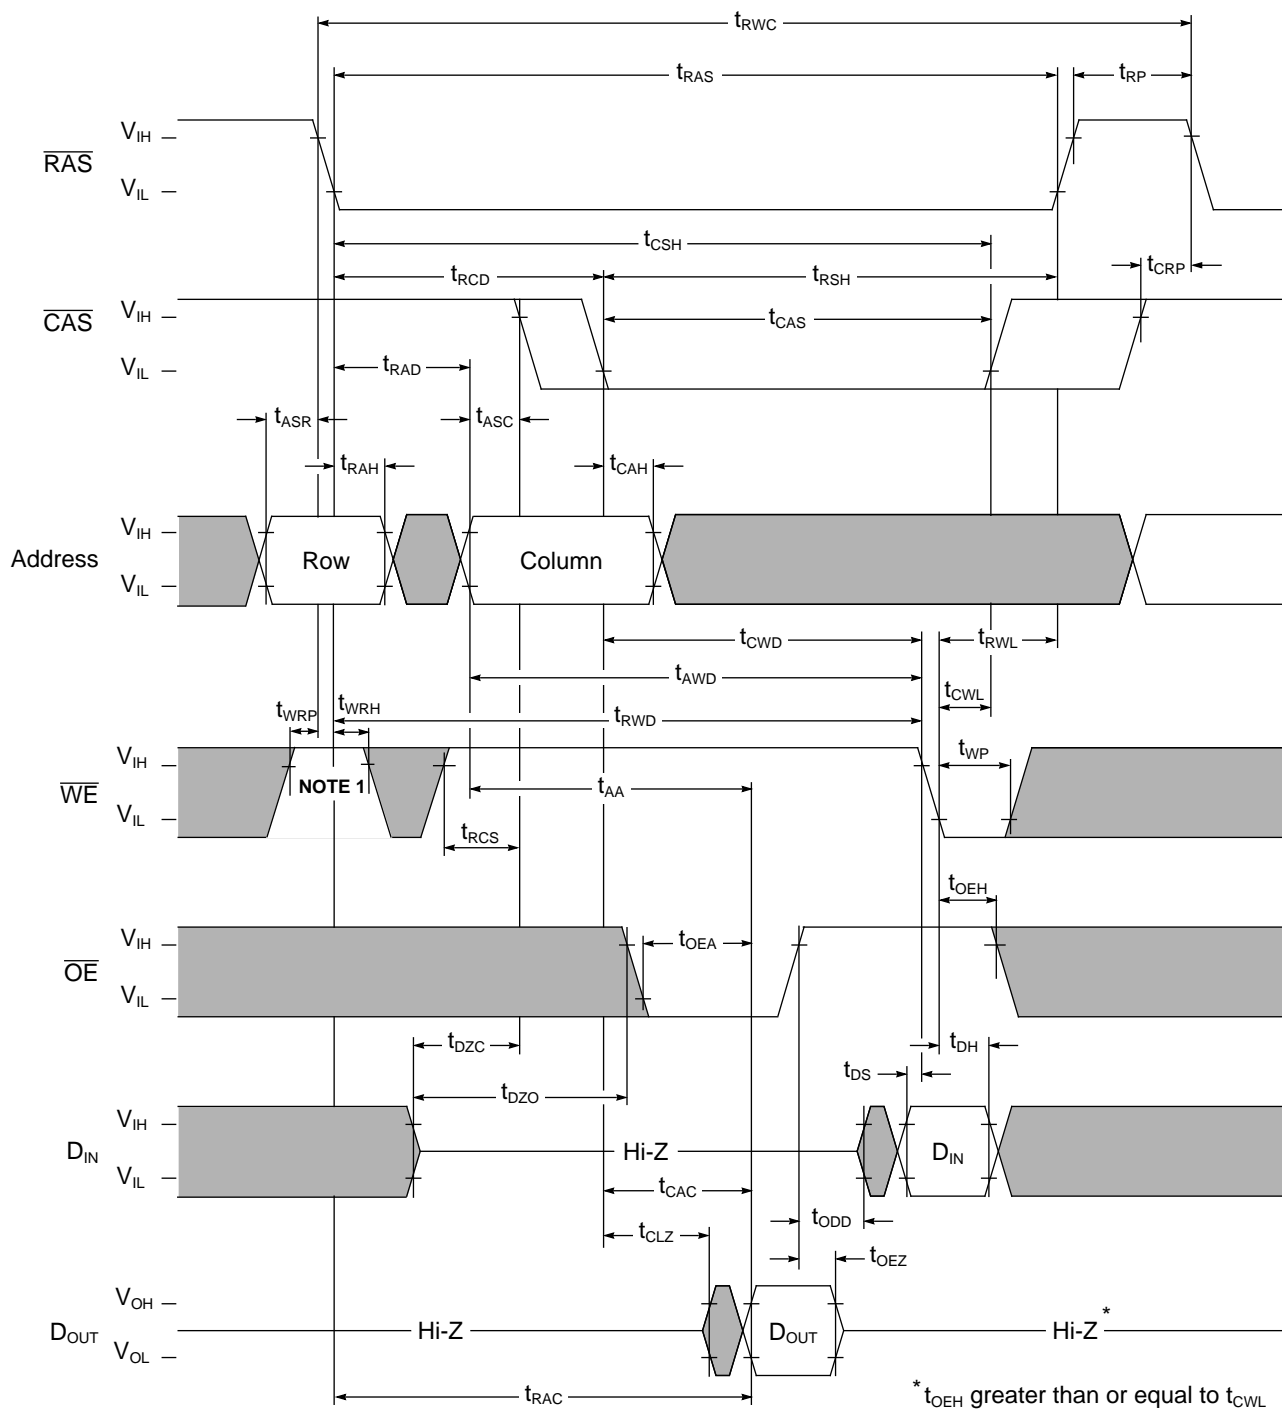 tRWC
tRAS
tRP
VIH
RAS
VIL
tCSH
tRCD
tRSH
tCRP
VIH
CAS
tCAS
VIL
tRAD
tASR
tASC
tRAH
tCAH
VIH
Address
Row
Column
VIL
tCWD
tRWL
tAWD
tCWL
tWRP
tWRH
tRWD
VIH
tWP
WE
NOTE 1
tAA
VIL
tRCS
tOEH
VIH
tOEA
OE
VIL
tDZC
tDH
tDS
tDZO
VIH
DIN
Hi-Z
DIN
VIL
tCAC
tODD
tCLZ
tOEZ
VOH
DOUT
Hi-Z
DOUT
Hi-Z*
VOL
tRAC
*tOEH greater than or equal to tCWL